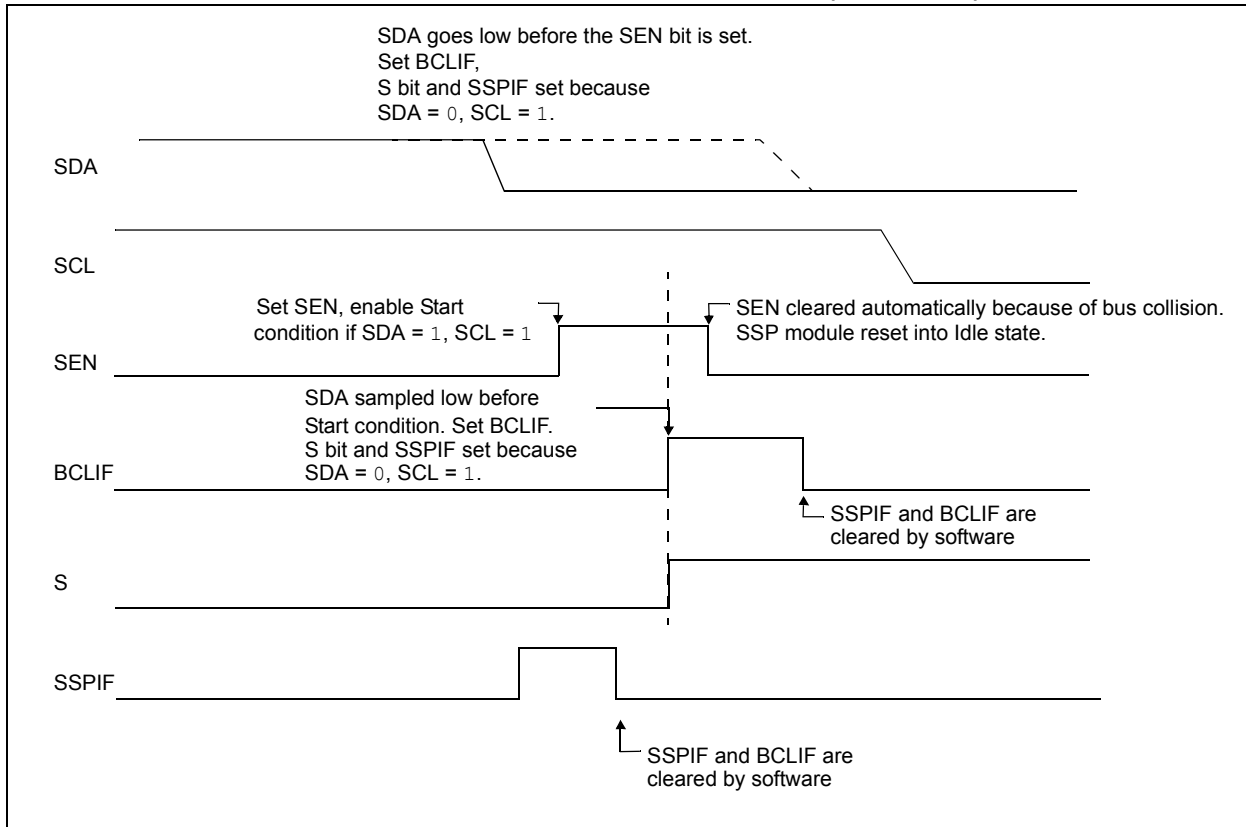 SDA goes low before the SEN bit is set.
Set BCLIF,
S bit and SSPIF set because
SDA = 0, SCL = 1.
SDA
SCL
Set SEN, enable Start
condition if SDA = 1, SCL = 1
SEN cleared automatically because of bus collision.
SSP module reset into Idle state.
SEN
SDA sampled low before
Start condition. Set BCLIF.
S bit and SSPIF set because
SDA = 0, SCL = 1.
BCLIF
SSPIF and BCLIF are
cleared by software
S
SSPIF
SSPIF and BCLIF are
cleared by software